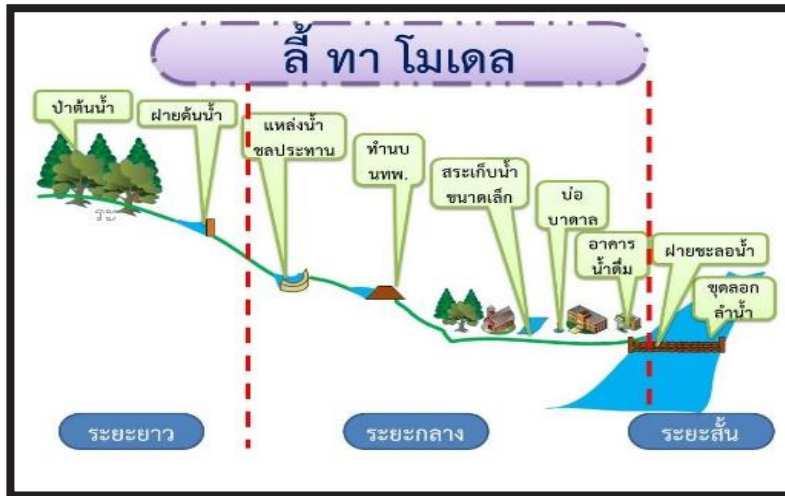 ลี้ ทา โมเดล
ป่าต้นน้ำ
ฝายต้นน้ำ
แหล่งน้ำ
ชลประทาน
ทำนบ
นทพ.
สระเก็บน้ำ
ขนาดเล็ก
บ่อ
บาดาล
อาคาร
น้ำดื่ม
ฝายชะลอน้ำ
ขุดลอก
ลำน้ำ
ระ
ระยะยาว
ระยะกลาง
ระยะสั้น